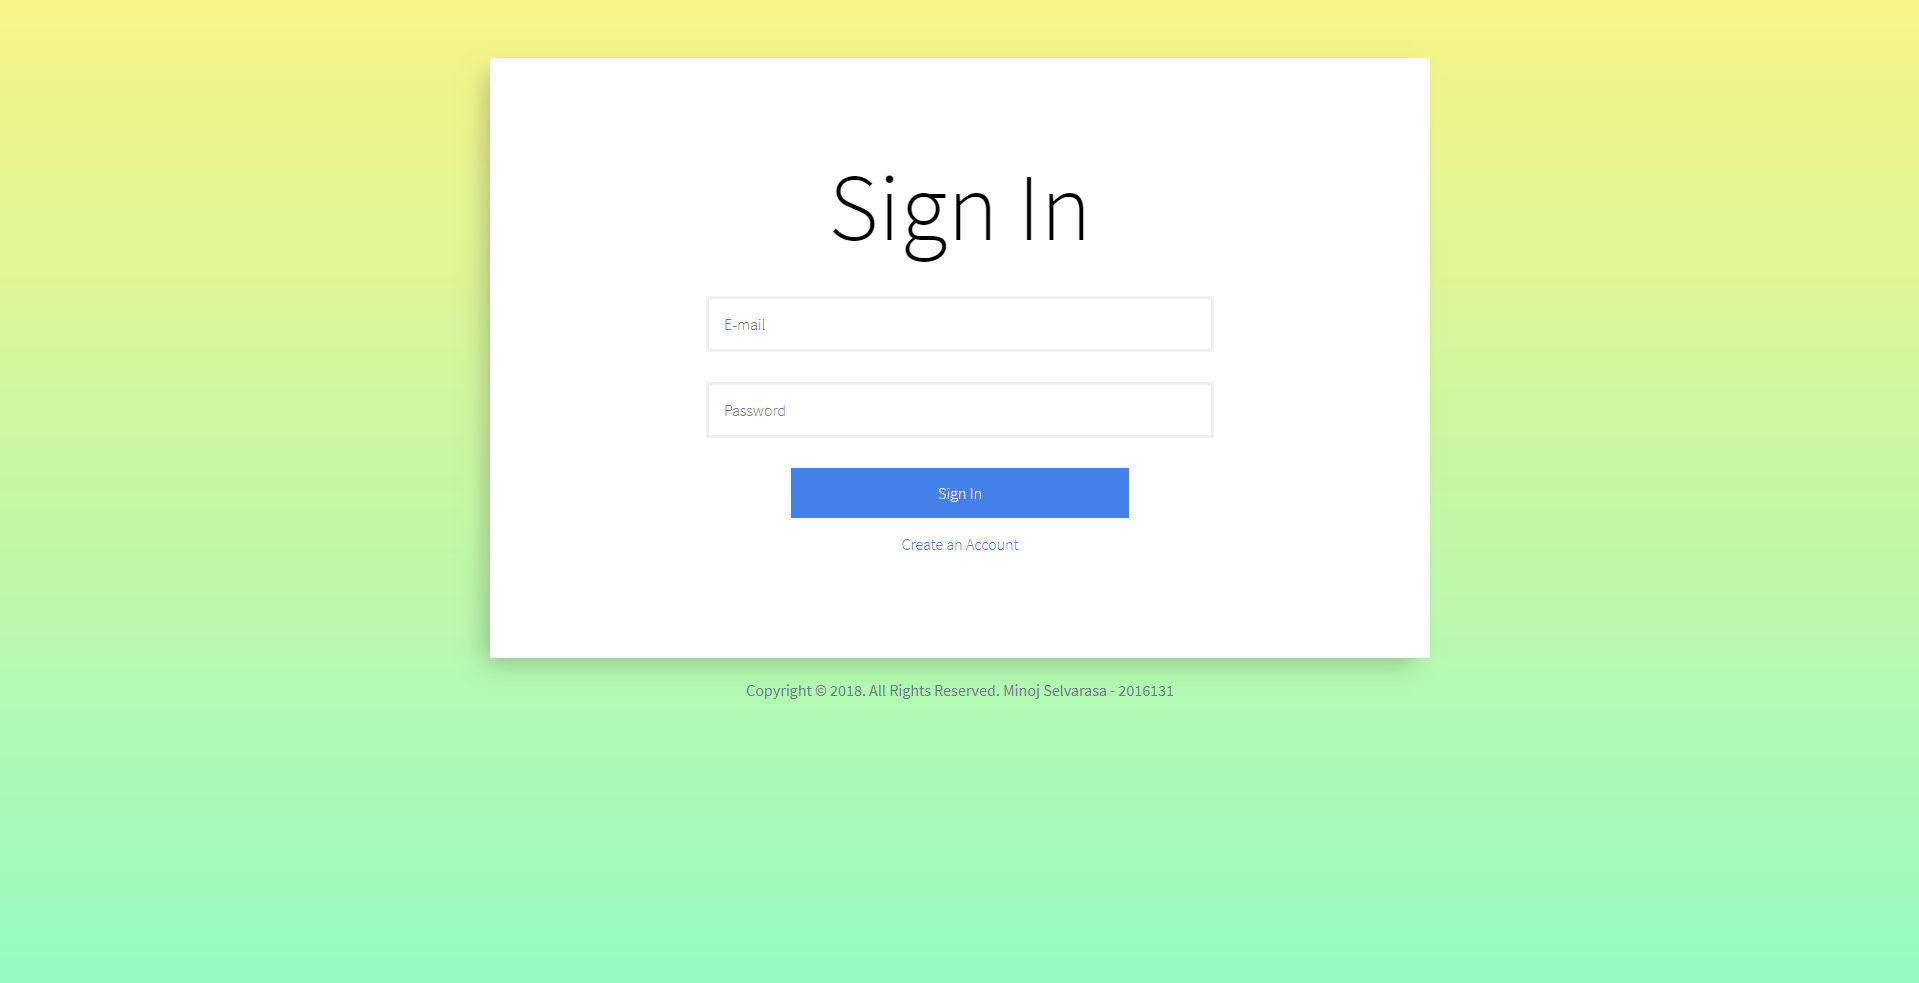 Sign In
E-mail
Password
Sign In
Create an Account
Copyright © 2018. All Rights Reserved. Minoj Selvarasa - 2016131